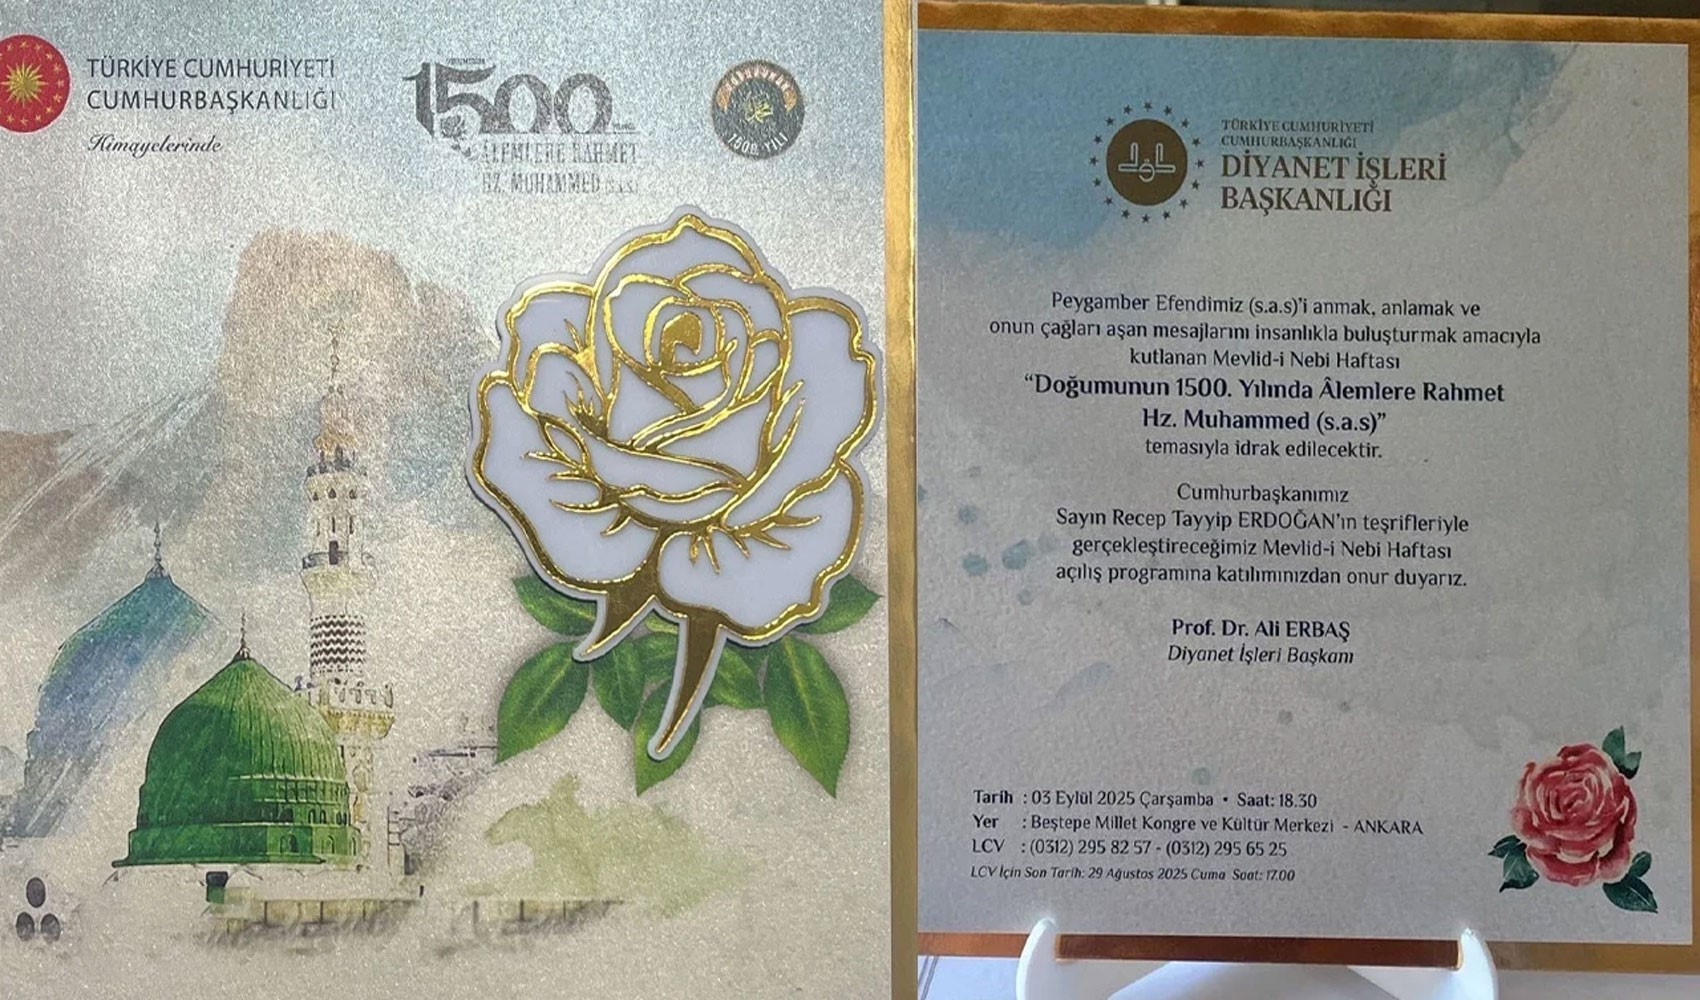 TÜRKİYE CUMHURİYETİ
CUMHURBAŞKANLIĞI
Himayelerinde
1500
ÂLEMLERE RAHMET
HZ. MUHAMMED (s.a.s)
1500. YILI
TÜRKİYE CUMHURİYETİ
CUMHURBAŞKANLIĞI
DİYANET İŞLERİ
BAŞKANLIĞI
Peygamber Efendimiz (s.a.s)'i anmak, anlamak ve
onun çağları aşan mesajlarını insanlıkla buluşturmak amacıyla
kutlanan Mevlid-i Nebi Haftası
“Doğumunun 1500. Yılında Âlemlere Rahmet
Hz. Muhammed (s.a.s)”
temasıyla idrak edilecektir.
Cumhurbaşkanımız
Sayın Recep Tayyip ERDOĞAN'ın teşrifleriyle
gerçekleştireceğimiz Mevlid-i Nebi Haftası
açılış programına katılımınızdan onur duyarız.
Prof. Dr. Ali ERBAŞ
Diyanet İşleri Başkanı
Tarih : 03 Eylül 2025 Çarşamba • Saat: 18.30
Yer : Beştepe Millet Kongre ve Kültür Merkezi - ANKARA
LCV : (0312) 295 82 57 - (0312) 295 65 25
LCV İçin Son Tarih: 29 Ağustos 2025 Cuma Saat: 17.00